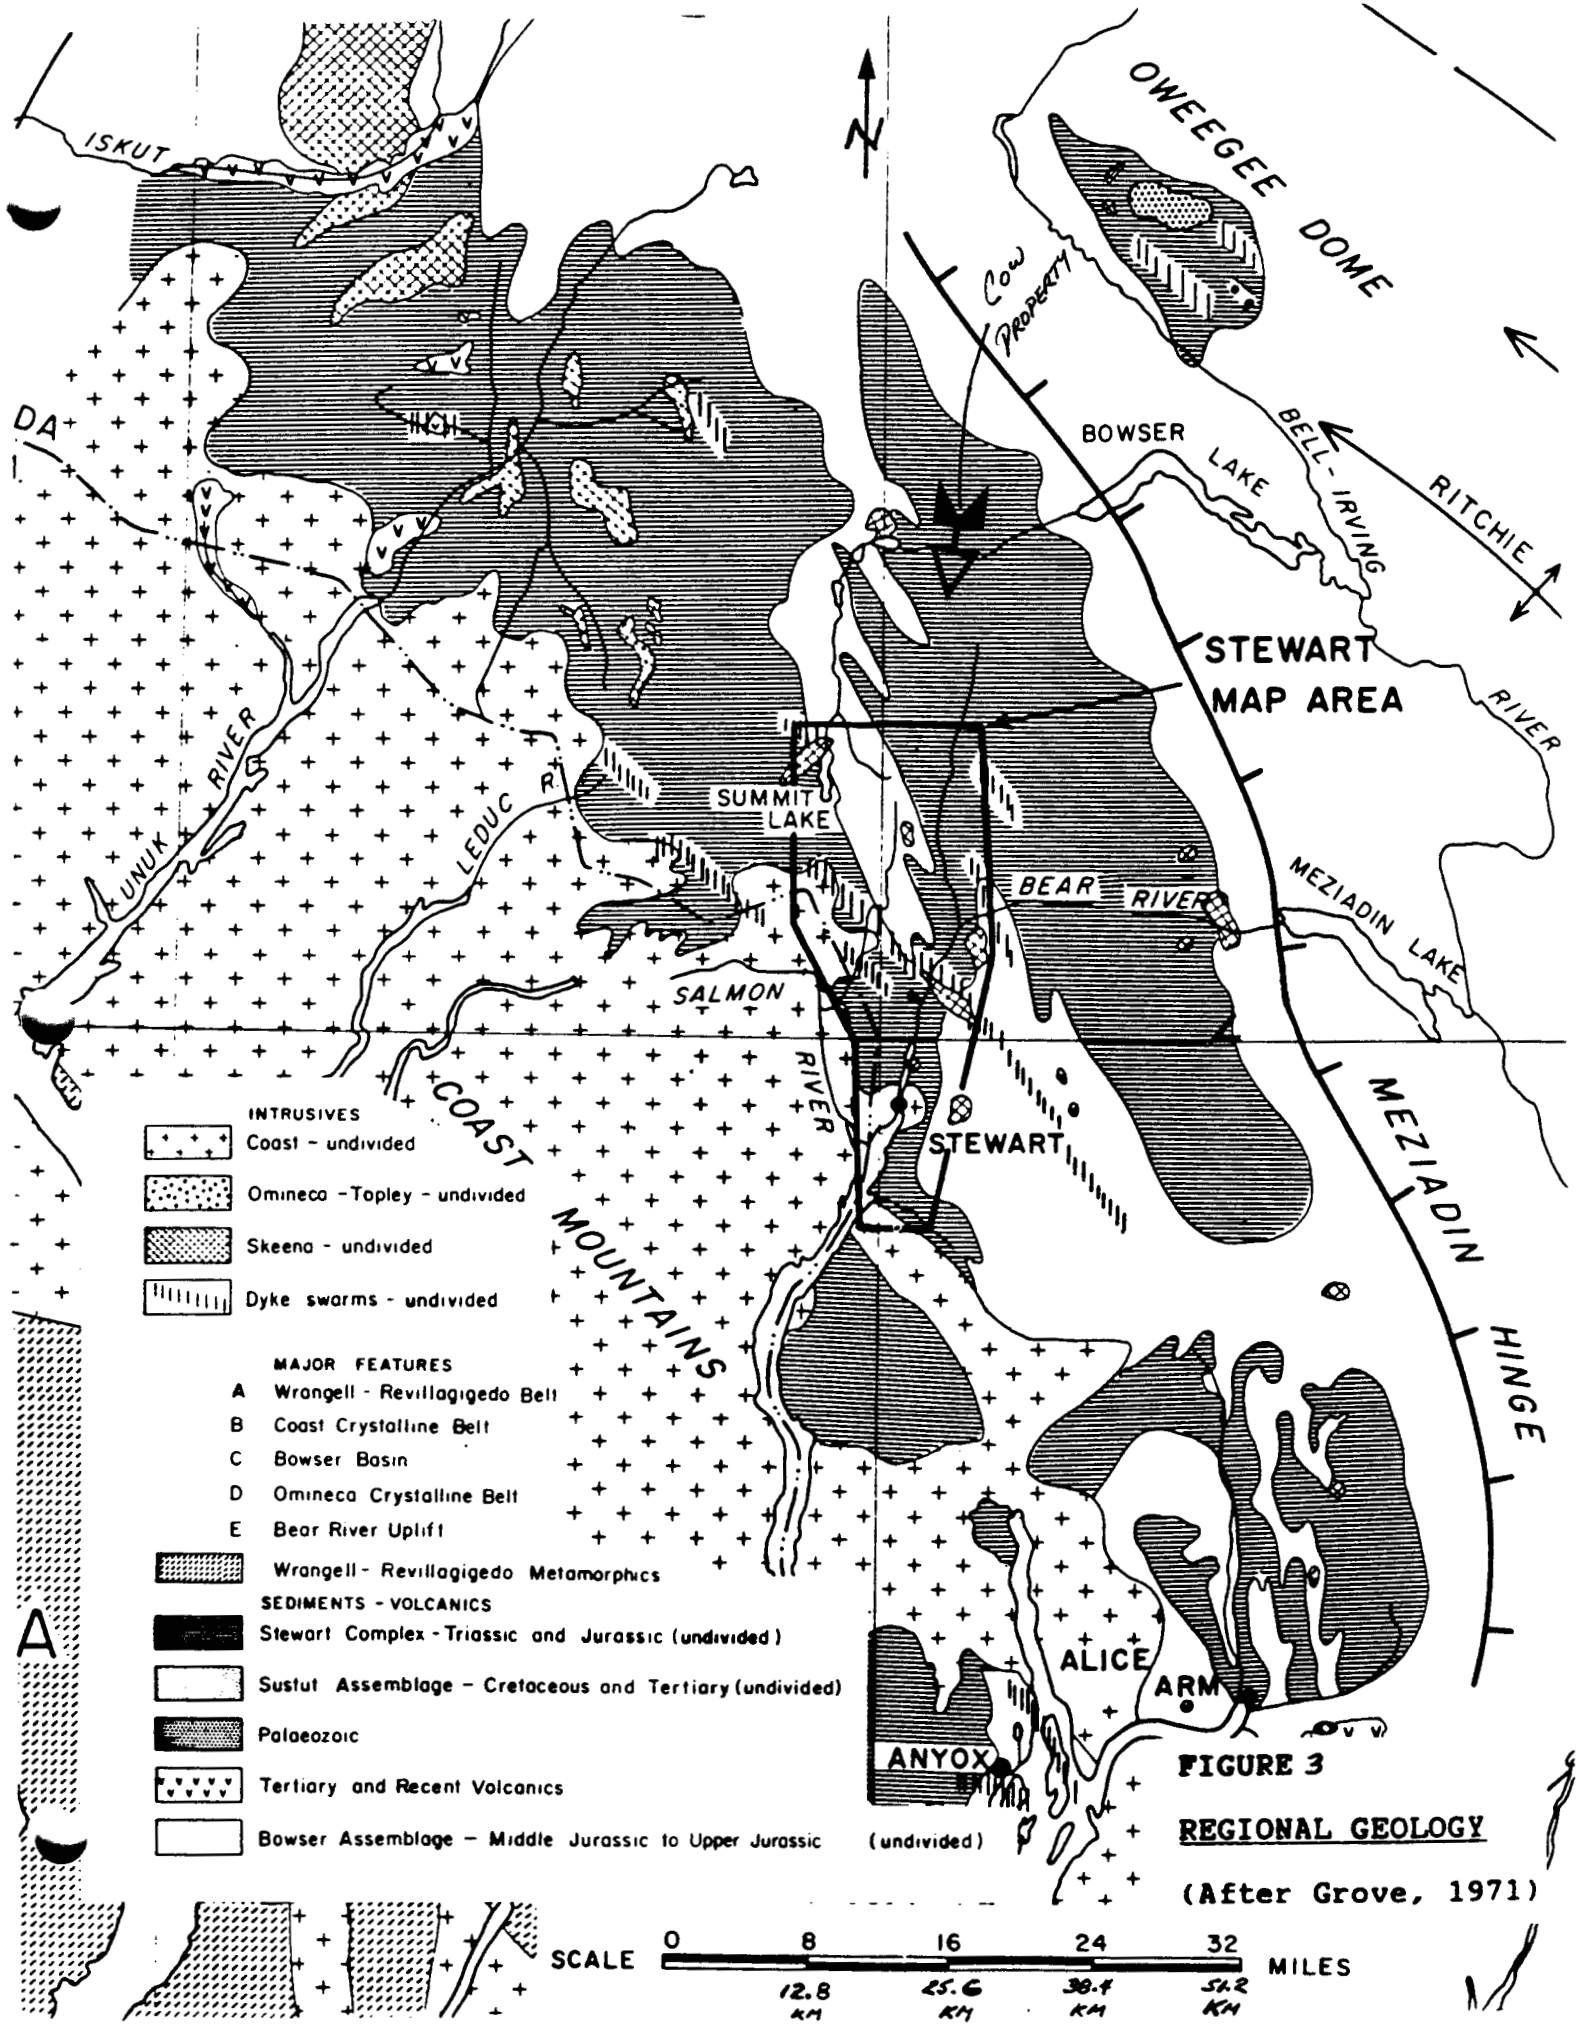 ISKUT
N
OWEEGEE DOME
Cow
PROPERTY
DA
BOWSER
LAKE
BELL-IRVING
RIVER
RITCHIE
STEWART
MAP AREA
UNUK RIVER
LEDUC R.
SUMMIT
LAKE
BEAR RIVER
MEZIADIN LAKE
SALMON
RIVER
STEWART
COAST
MOUNTAINS
MEZIADIN
HINGE
INTRUSIVES
Coast - undivided
Omineca - Topley - undivided
Skeena - undivided
Dyke swarms - undivided
MAJOR FEATURES
A Wrangell - Revillagigedo Belt
B Coast Crystalline Belt
C Bowser Basin
D Omineca Crystalline Belt
E Bear River Uplift
Wrangell - Revillagigedo Metamorphics
SEDIMENTS - VOLCANICS
Stewart Complex - Triassic and Jurassic (undivided)
Sustut Assemblage - Cretaceous and Tertiary (undivided)
Palaeozoic
Tertiary and Recent Volcanics
Bowser Assemblage - Middle Jurassic to Upper Jurassic (undivided)
A
ALICE
ARM
ANYOX
FIGURE 3
REGIONAL GEOLOGY
(After Grove, 1971)
0 8 16 24 32
SCALE MILES
12.8 25.6 38.4 51.2
KM KM KM KM